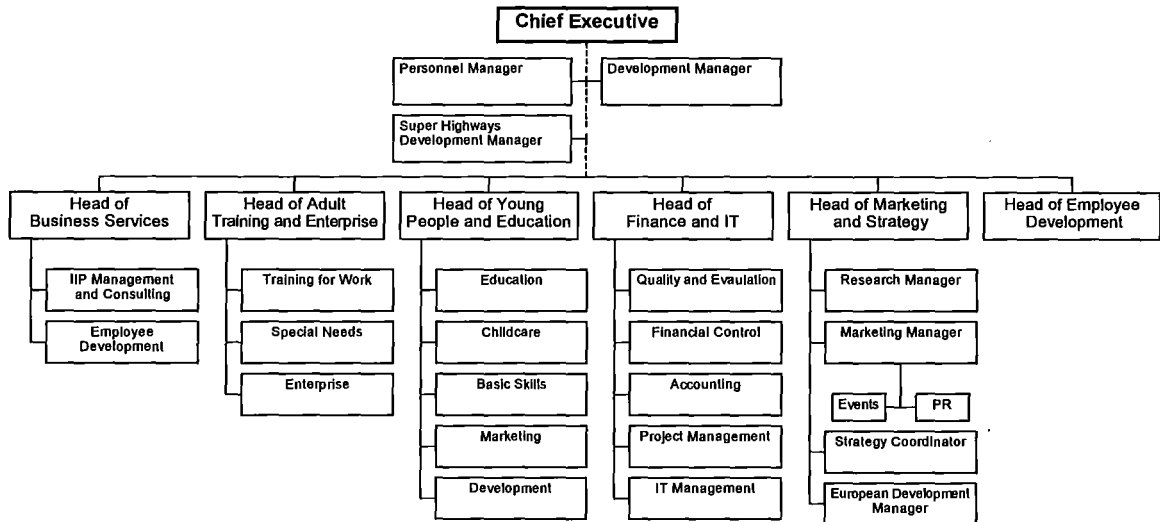 Chief Executive
Personnel Manager
Development Manager
Super Highways
Development Manager
Head of
Business Services
Head of Adult
Training and Enterprise
Head of Young
People and Education
Head of
Finance and IT
Head of Marketing
and Strategy
Head of Employee
Development
IIP Management
and Consulting
Employee
Development
Training for Work
Special Needs
Enterprise
Education
Childcare
Basic Skills
Marketing
Development
Quality and Evaulation
Financial Control
Accounting
Project Management
IT Management
Research Manager
Marketing Manager
Events
PR
Strategy Coordinator
European Development
Manager